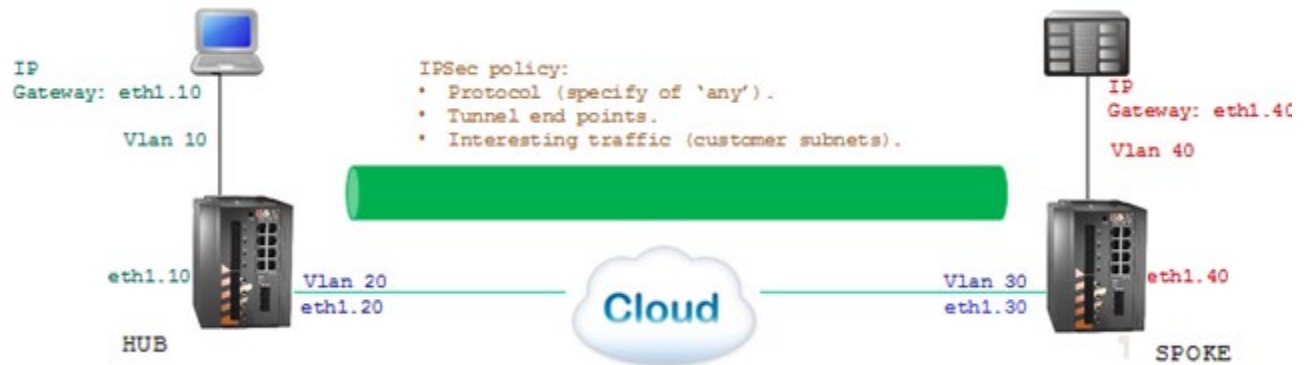 IP
Gateway: eth1.10
Vlan 10
IPSec policy:
• Protocol (specify of ‘any’).
• Tunnel end points.
• Interesting traffic (customer subnets).
IP
Gateway: eth1.40
Vlan 40
eth1.10
Vlan 20
eth1.20
Cloud
Vlan 30
eth1.30
eth1.40
HUB
SPOKE